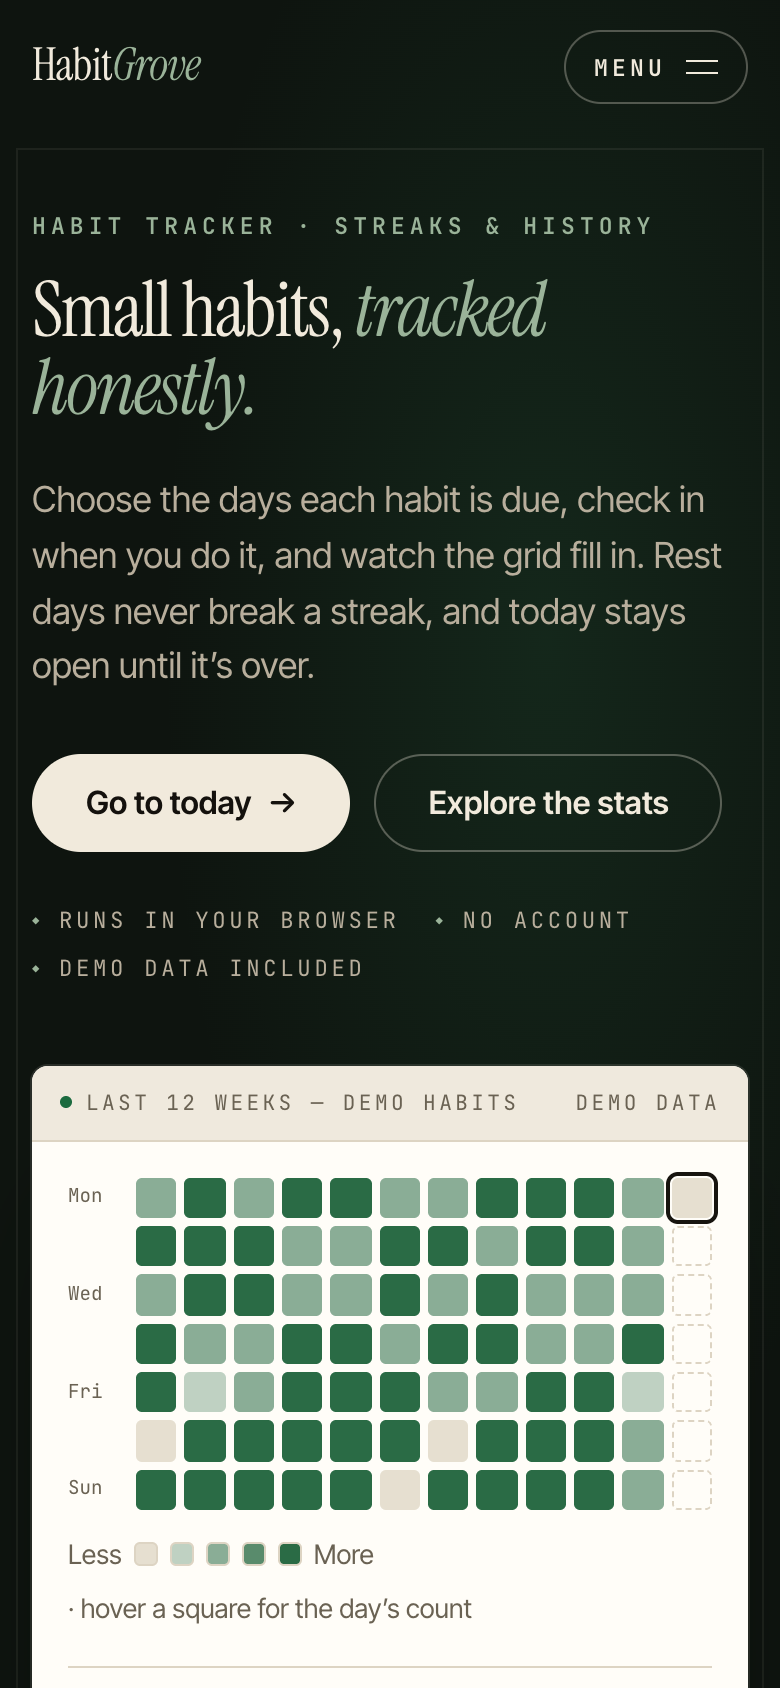 HabitGrove
MENU
HABIT TRACKER · STREAKS & HISTORY
Small habits, tracked
honestly.
Choose the days each habit is due, check in
when you do it, and watch the grid fill in. Rest
days never break a streak, and today stays
open until it’s over.
Go to today →
Explore the stats
RUNS IN YOUR BROWSER
NO ACCOUNT
DEMO DATA INCLUDED
LAST 12 WEEKS — DEMO HABITS
DEMO DATA
Mon
Wed
Fri
Sun
Less
More
· hover a square for the day’s count